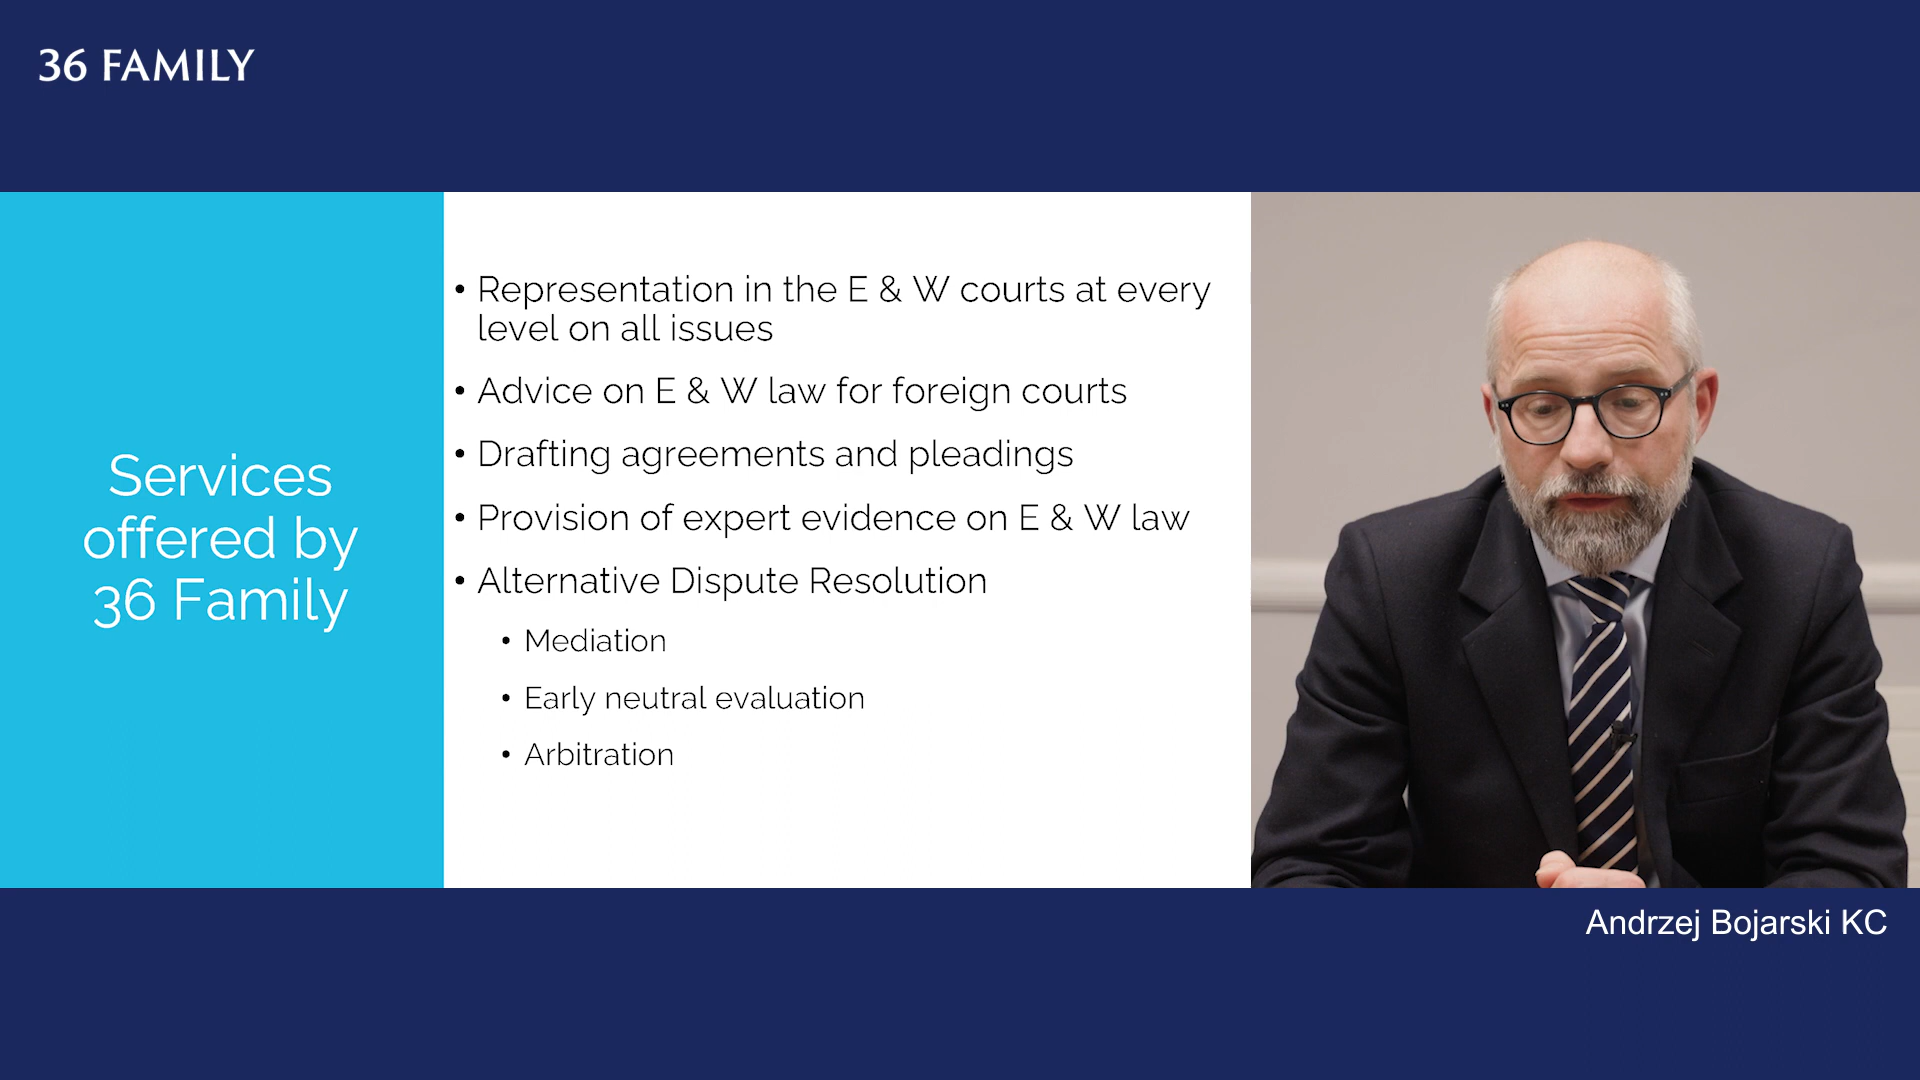 36 FAMILY
Services
offered by
36 Family
• Representation in the E & W courts at every
level on all issues
• Advice on E & W law for foreign courts
• Drafting agreements and pleadings
• Provision of expert evidence on E & W law
• Alternative Dispute Resolution
• Mediation
• Early neutral evaluation
• Arbitration
Andrzej Bojarski KC